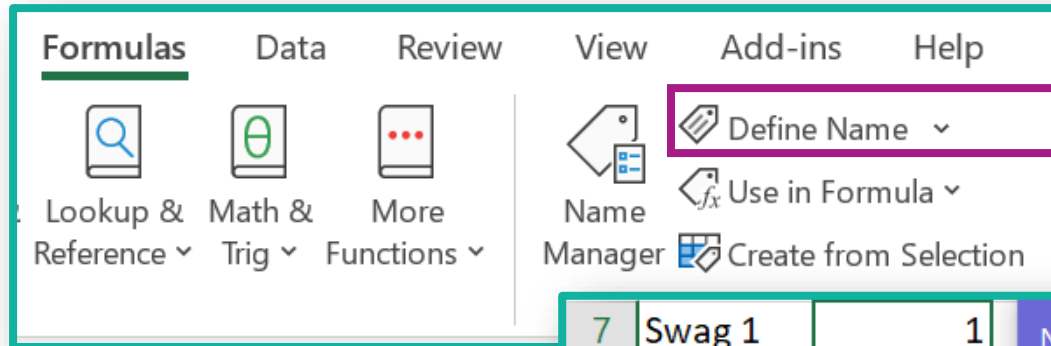 Formulas Data Review View Add-ins Help
Define Name
Use in Formula
Create from Selection
Lookup &
Reference
Math &
Trig
More
Functions
Name
Manager
7 Swag 1 1